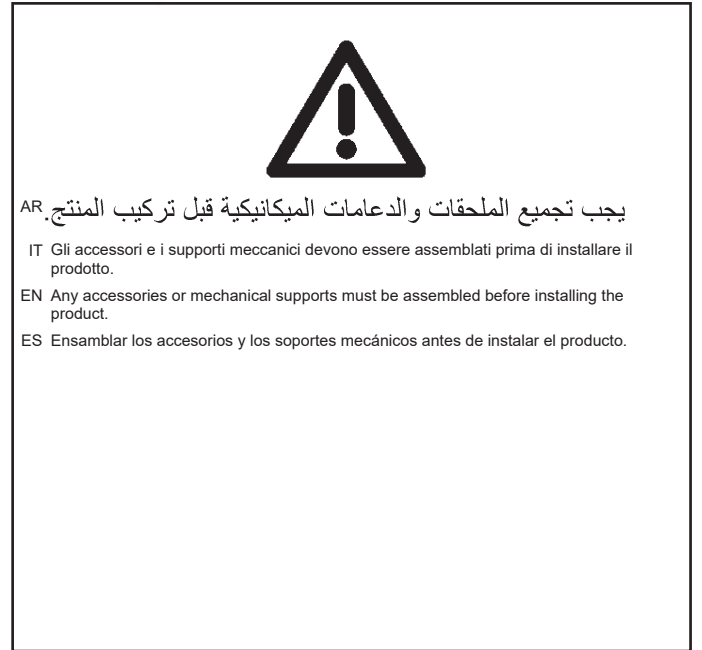 AR يجب تجميع الملحقات والدعامات الميكانيكية قبل تركيب المنتج.
IT Gli accessori e i supporti meccanici devono essere assemblati prima di installare il
prodotto.
EN Any accessories or mechanical supports must be assembled before installing the
product.
ES Ensamblar los accesorios y los soportes mecánicos antes de instalar el producto.